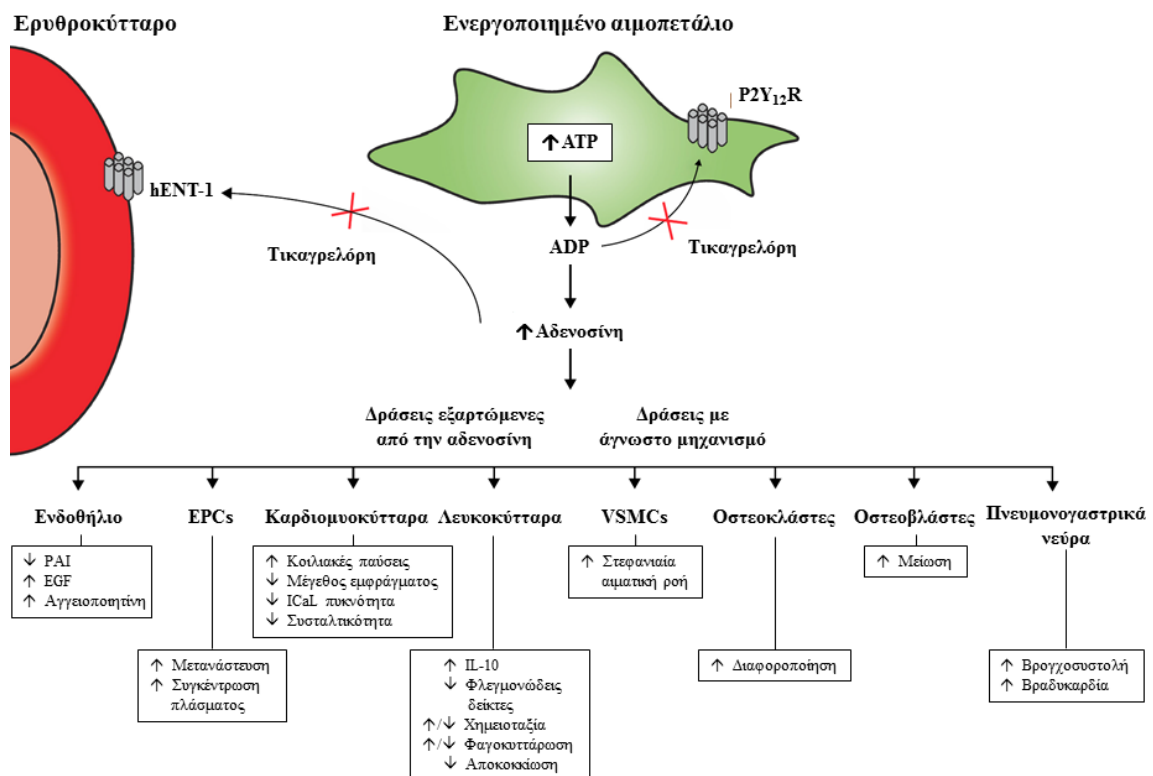 Ερυθροκύτταρο
Ενεργοποιημένο αιμοπετάλιο
P2Y₁₂R
↑ ATP
hENT-1
ADP
Τικαγρελόρη
Τικαγρελόρη
↑ Αδενοσίνη
Δράσεις εξαρτώμενες
από την αδενοσίνη
Δράσεις με
άγνωστο μηχανισμό
Ενδοθήλιο
↓ PAI
↑ EGF
↑ Αγγειοποιητίνη
EPCs
↑ Μετανάστευση
↑ Συγκέντρωση
πλάσματος
Καρδιομυοκύτταρα
↑ Κοιλιακές παύσεις
↓ Μέγεθος εμφράγματος
↓ ICaL πυκνότητα
↓ Συσταλτικότητα
Λευκοκύτταρα
↑ IL-10
↓ Φλεγμονώδεις
δείκτες
↑/↓ Χημειοταξία
↑/↓ Φαγοκυττάρωση
↓ Αποκοκκίωση
VSMCs
↑ Στεφανιαία
αιματική ροή
Οστεοκλάστες
↑ Διαφοροποίηση
Οστεοβλάστες
↑ Μείωση
Πνευμονογαστρικά
νεύρα
↑ Βρογχοσυστολή
↑ Βραδυκαρδία